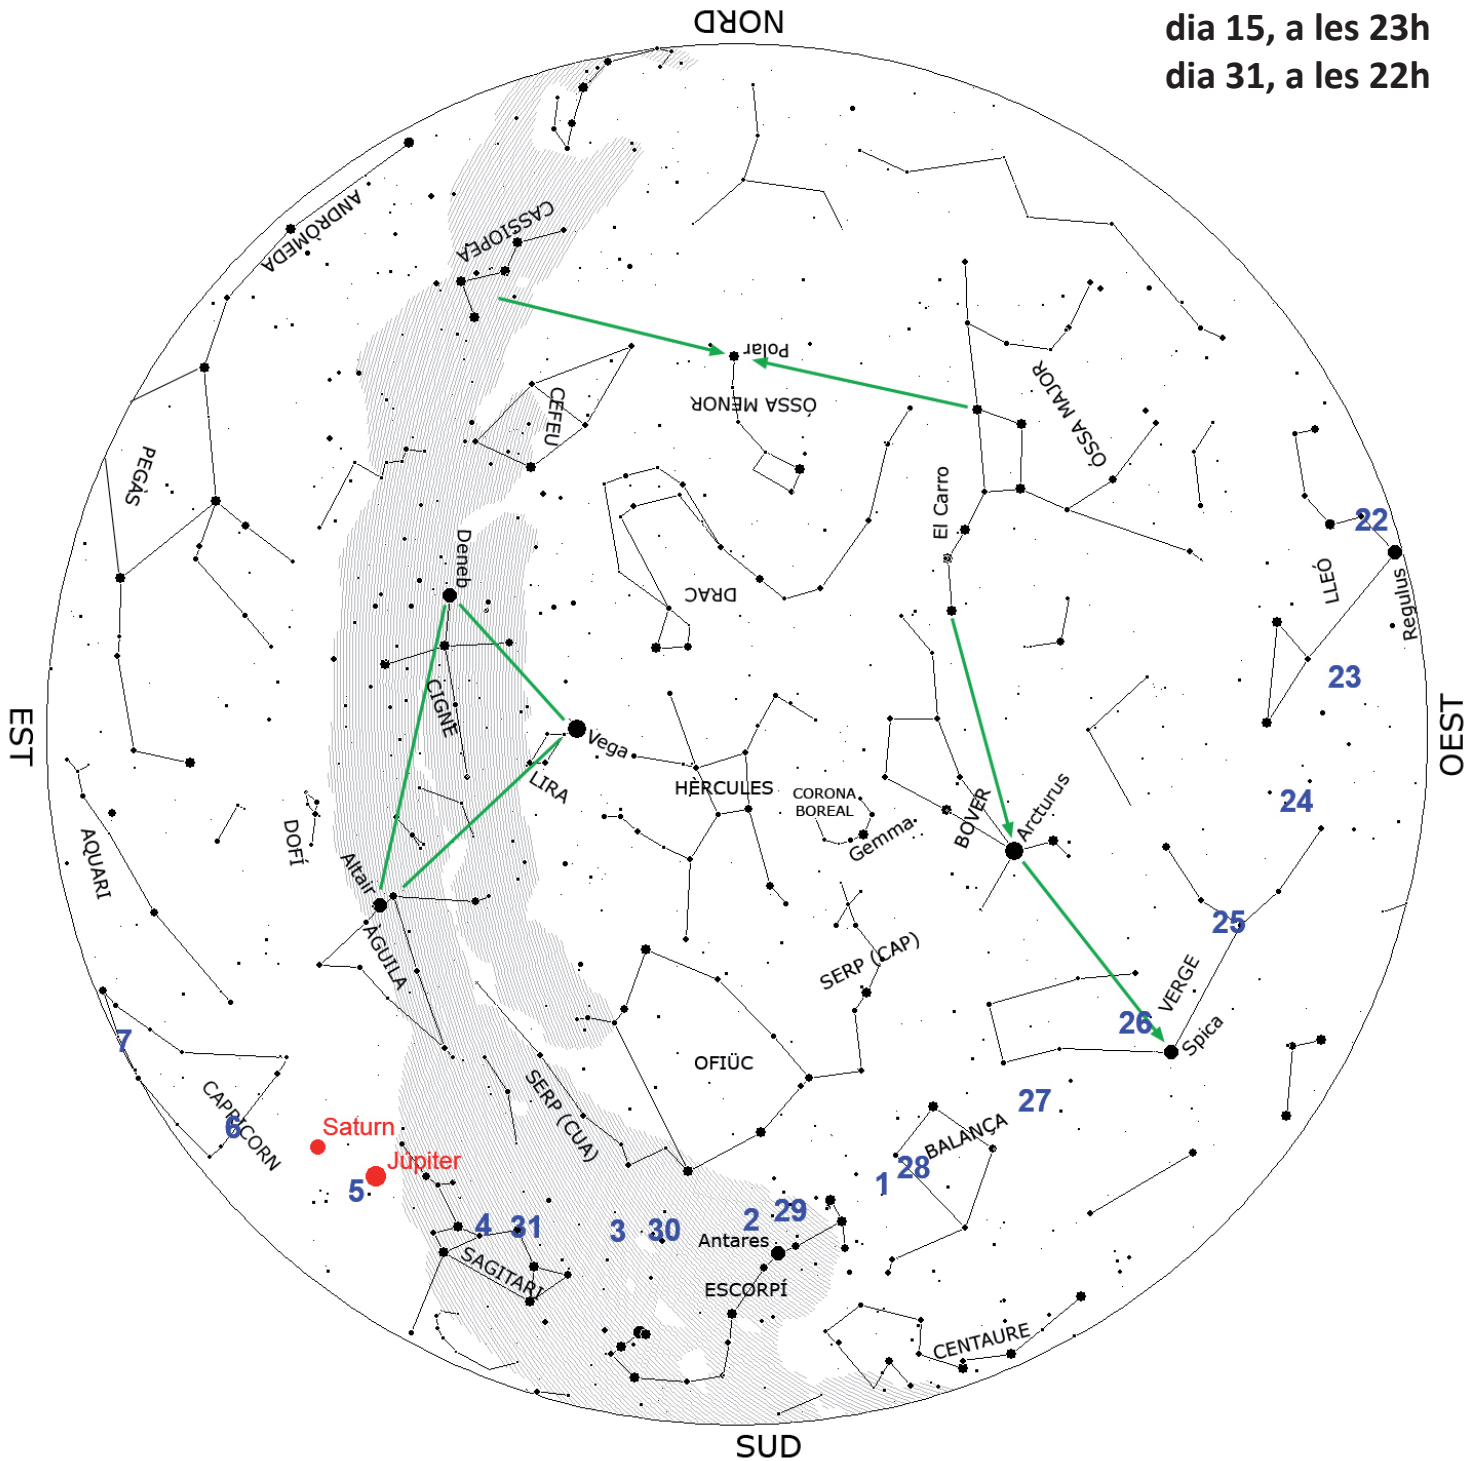 NORD
dia 15, a les 23h
dia 31, a les 22h
ANDRÒMEDA
CASSIOPEA
Polar
ÓSSA MENOR
ÓSSA MAJOR
CEFEU
PEGÀS
El Carro
22
LLEÓ
Regulus
Deneb
DRAC
23
CIGNE
EST
OEST
Vega
LIRA
HÈRCULES
CORONA
BOREAL
Gemma
BOVER
Arcturus
24
DOFÍ
AQUARI
Altair
ÀGUILA
25
SERP (CAP)
VERGE
26
Spica
7
OFIÜC
SERP (CUA)
27
CAPRICORN
6
Saturn
Júpiter
5
BALANÇA
28
1
4
31
3
30
2
29
Antares
SAGITARI
ESCORPÍ
CENTAURE
SUD